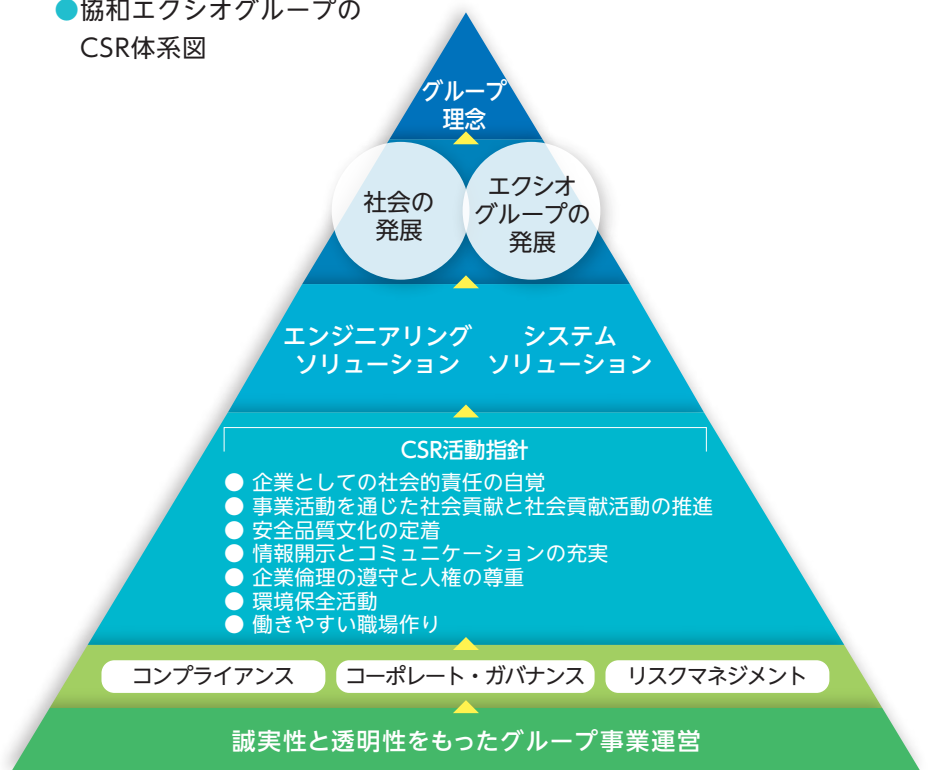 ●協和エクシオグループの
CSR体系図
グループ
理念
社会の
発展
エクシオ
グループの
発展
エンジニアリング
ソリューション
システム
ソリューション
CSR活動指針
● 企業としての社会的責任の自覚
● 事業活動を通じた社会貢献と社会貢献活動の推進
● 安全品質文化の定着
● 情報開示とコミュニケーションの充実
● 企業倫理の遵守と人権の尊重
● 環境保全活動
● 働きやすい職場作り
コンプライアンス
コーポレート・ガバナンス
リスクマネジメント
誠実性と透明性をもったグループ事業運営